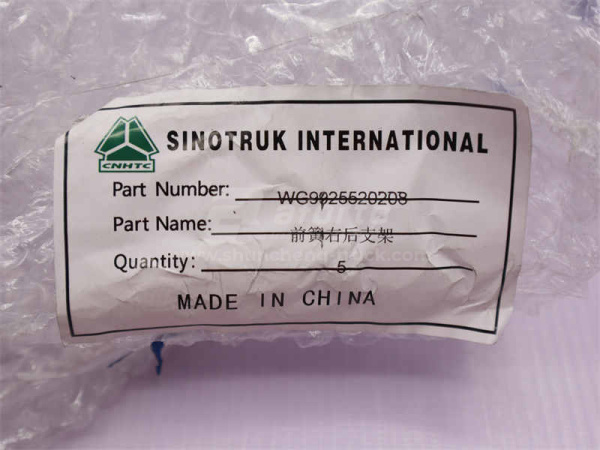 SINOTRUK INTERNATIONAL
CNHTC
Part Number: WG9925520208
Part Name: 前簧右后支架
Quantity: 5
MADE IN CHINA